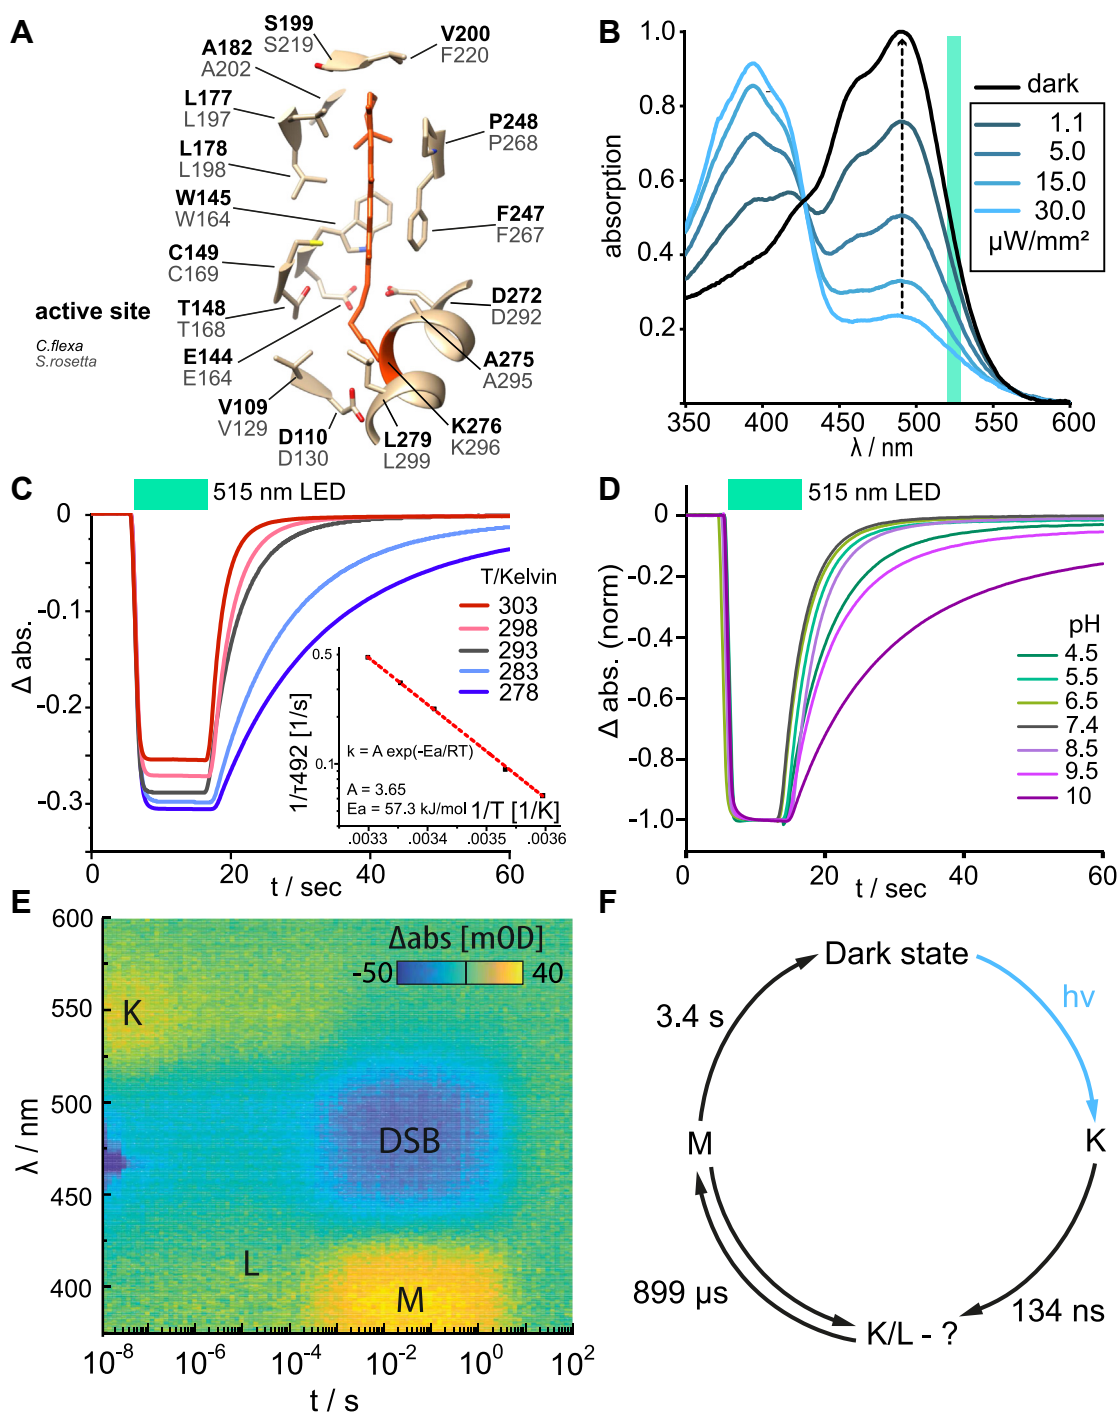 A
S199
S219
V200
F220
A182
A202
L177
L197
P248
P268
L178
L198
W145
W164
F247
F267
C149
C169
D272
D292
active site
T148
T168
C.flexa
S.rosetta
E144
E164
A275
A295
V109
V129
K276
K296
D110
D130
L279
L299
B
absorption
1.0
0.8
0.6
0.4
0.2
350 400 450 500 550 600
λ / nm
dark
1.1
5.0
15.0
30.0
µW/mm²
C
515 nm LED
Δ abs.
0
-0.1
-0.2
-0.3
0 20 40 60
t / sec
T/Kelvin
303
298
293
283
278
1/τ492 [1/s]
0.5
0.1
k = A exp(-Ea/RT)
A = 3.65
Ea = 57.3 kJ/mol
1/T [1/K]
.0033 .0034 .0035 .0036
D
515 nm LED
Δ abs. (norm)
0
-0.2
-0.4
-0.6
-0.8
-1.0
0 20 40 60
t / sec
pH
4.5
5.5
6.5
7.4
8.5
9.5
10
E
λ / nm
600
550
500
450
400
Δabs [mOD]
-50 40
K
DSB
L
M
10⁻⁸ 10⁻⁶ 10⁻⁴ 10⁻² 10⁰ 10²
t / s
F
Dark state
hv
3.4 s
M
K
899 µs
134 ns
K/L - ?